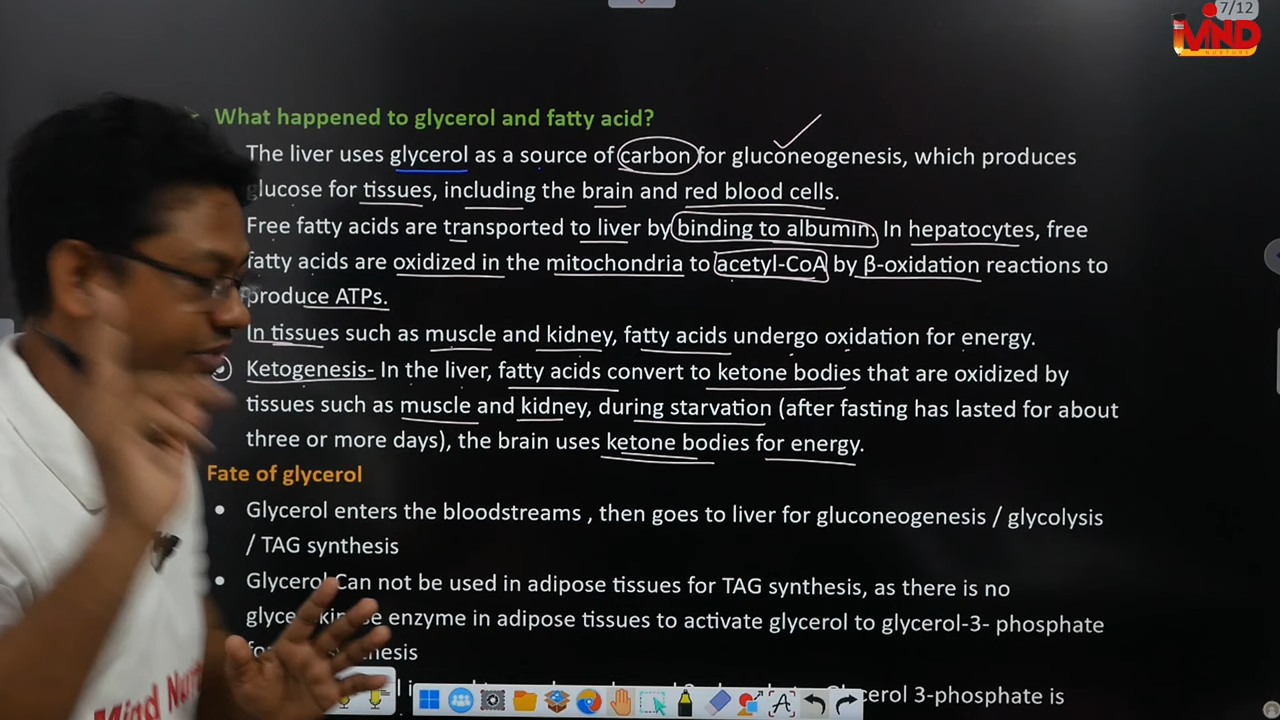 7/12
MIND
NURTURE
What happened to glycerol and fatty acid?
The liver uses glycerol as a source of carbon for gluconeogenesis, which produces
glucose for tissues, including the brain and red blood cells.
Free fatty acids are transported to liver by binding to albumin. In hepatocytes, free
fatty acids are oxidized in the mitochondria to acetyl-CoA by β-oxidation reactions to
produce ATPs.
In tissues such as muscle and kidney, fatty acids undergo oxidation for energy.
Ketogenesis- In the liver, fatty acids convert to ketone bodies that are oxidized by
tissues such as muscle and kidney, during starvation (after fasting has lasted for about
three or more days), the brain uses ketone bodies for energy.
Fate of glycerol
• Glycerol enters the bloodstreams , then goes to liver for gluconeogenesis / glycolysis
/ TAG synthesis
• Glycerol Can not be used in adipose tissues for TAG synthesis, as there is no
enzyme in adipose tissues to activate glycerol to glycerol-3- phosphate
3-phosphate is
Mind